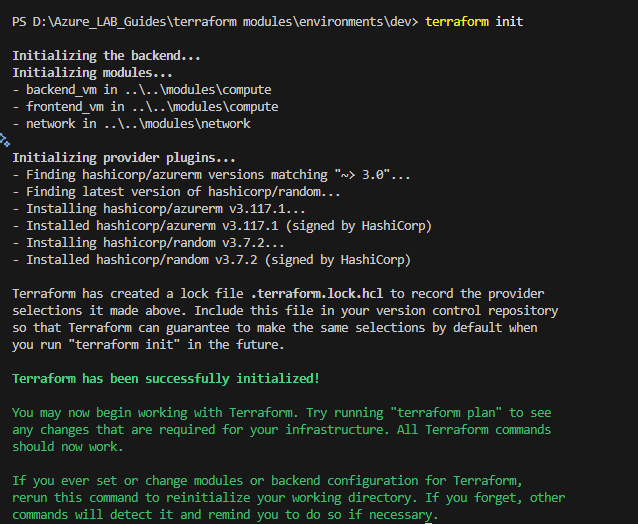 PS D:\Azure_LAB_Guides\terraform modules\environments\dev> terraform init
Initializing the backend...
Initializing modules...
- backend_vm in ..\..\modules\compute
- frontend_vm in ..\..\modules\compute
- network in ..\..\modules\network
Initializing provider plugins...
- Finding hashicorp/azurerm versions matching "~> 3.0"...
- Finding latest version of hashicorp/random...
- Installing hashicorp/azurerm v3.117.1...
- Installed hashicorp/azurerm v3.117.1 (signed by HashiCorp)
- Installing hashicorp/random v3.7.2...
- Installed hashicorp/random v3.7.2 (signed by HashiCorp)
Terraform has created a lock file .terraform.lock.hcl to record the provider
selections it made above. Include this file in your version control repository
so that Terraform can guarantee to make the same selections by default when
you run "terraform init" in the future.
Terraform has been successfully initialized!
You may now begin working with Terraform. Try running "terraform plan" to see
any changes that are required for your infrastructure. All Terraform commands
should now work.
If you ever set or change modules or backend configuration for Terraform,
rerun this command to reinitialize your working directory. If you forget, other
commands will detect it and remind you to do so if necessary.